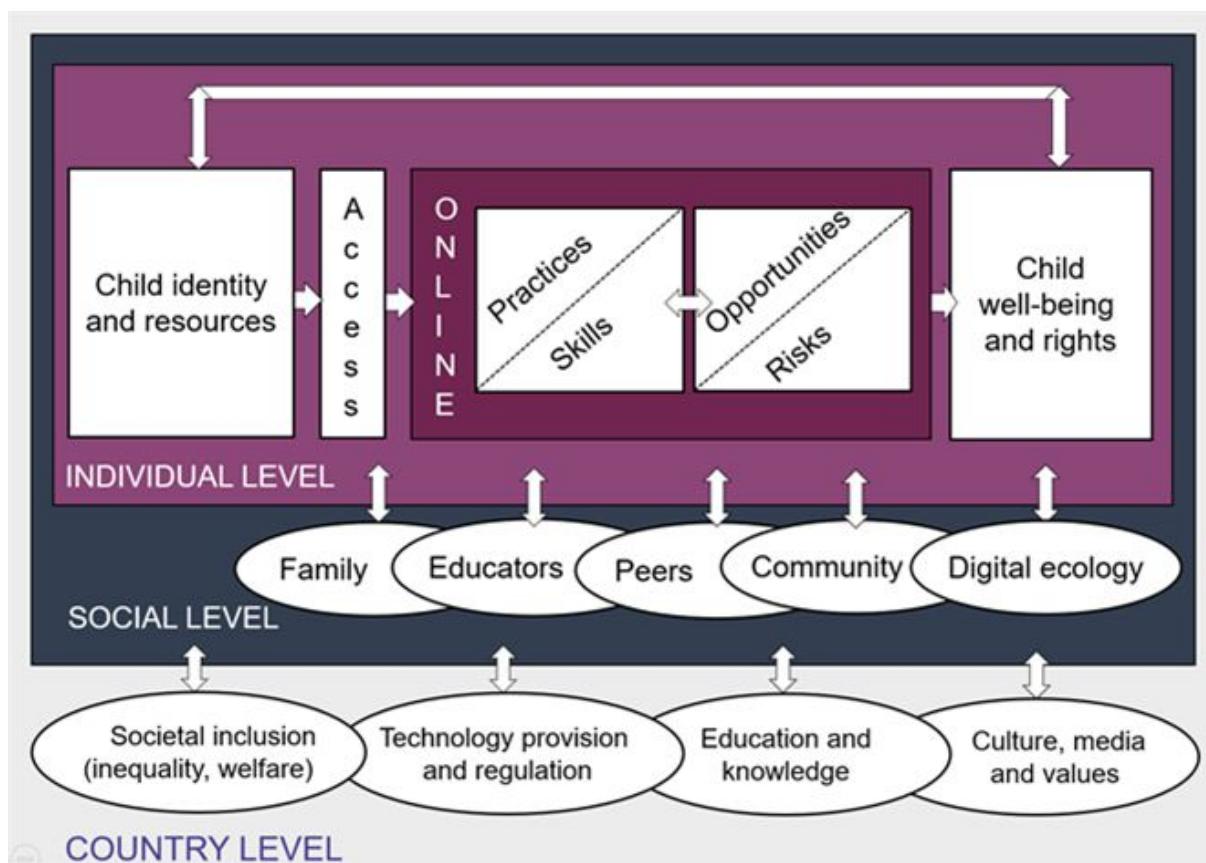 Child identity
and resources
Access
ONLINE
Practices
Skills
Opportunities
Risks
Child
well-being
and rights
INDIVIDUAL LEVEL
Family
Educators
Peers
Community
Digital ecology
SOCIAL LEVEL
Societal inclusion
(inequality, welfare)
Technology provision
and regulation
Education and
knowledge
Culture, media
and values
COUNTRY LEVEL